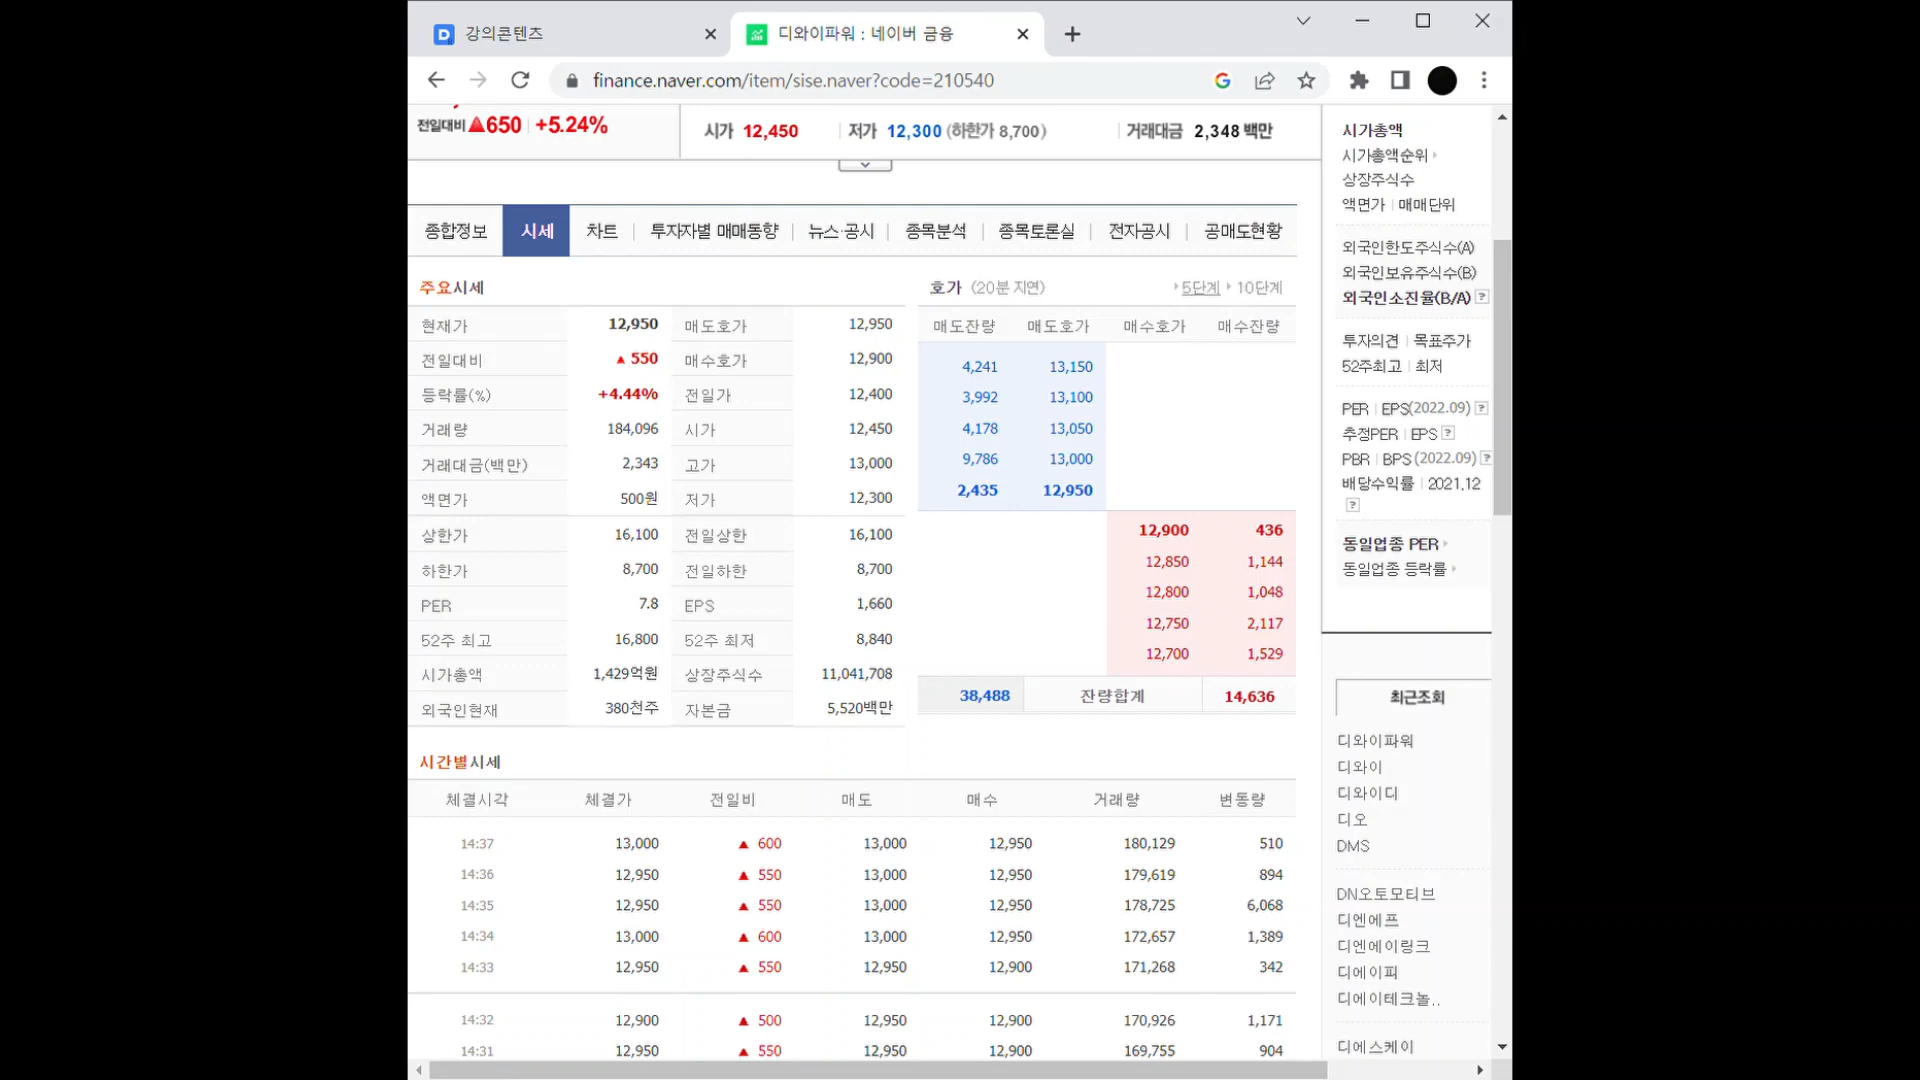 강의콘텐츠
디와이파워 : 네이버 금융
finance.naver.com/item/sise.naver?code=210540
전일대비 ▲650 +5.24%
시가 12,450 저가 12,300 (하한가 8,700) 거래대금 2,348 백만
종합정보 시세 차트 투자자별 매매동향 뉴스·공시 종목분석 종목토론실 전자공시 공매도현황
주요시세
현재가 12,950 매도호가 12,950
전일대비 ▲ 550 매수호가 12,900
등락률(%) +4.44% 전일가 12,400
거래량 184,096 시가 12,450
거래대금(백만) 2,343 고가 13,000
액면가 500원 저가 12,300
상한가 16,100 전일상한 16,100
하한가 8,700 전일하한 8,700
PER 7.8 EPS 1,660
52주 최고 16,800 52주 최저 8,840
시가총액 1,429억원 상장주식수 11,041,708
외국인현재 380천주 자본금 5,520백만
호가 (20분 지연) 5단계 10단계
매도잔량 매도호가 매수호가 매수잔량
4,241 13,150
3,992 13,100
4,178 13,050
9,786 13,000
2,435 12,950
12,900 436
12,850 1,144
12,800 1,048
12,750 2,117
12,700 1,529
38,488 잔량합계 14,636
시간별시세
체결시각 체결가 전일비 매도 매수 거래량 변동량
14:37 13,000 ▲ 600 13,000 12,950 180,129 510
14:36 12,950 ▲ 550 13,000 12,950 179,619 894
14:35 12,950 ▲ 550 13,000 12,950 178,725 6,068
14:34 13,000 ▲ 600 13,000 12,950 172,657 1,389
14:33 12,950 ▲ 550 12,950 12,900 171,268 342
14:32 12,900 ▲ 500 12,950 12,900 170,926 1,171
14:31 12,950 ▲ 550 12,950 12,900 169,755 904
시가총액
시가총액순위
상장주식수
액면가 | 매매단위
외국인한도주식수(A)
외국인보유주식수(B)
외국인소진율(B/A) ?
투자의견 | 목표주가
52주최고 | 최저
PER | EPS(2022.09) ?
추정PER | EPS ?
PBR | BPS (2022.09) ?
배당수익률 | 2021.12
?
동일업종 PER
동일업종 등락률
최근조회
디와이파워
디와이
디와이디
디오
DMS
DN오토모티브
디엔에프
디엔에이링크
디에이피
디에이테크놀..
디에스케이